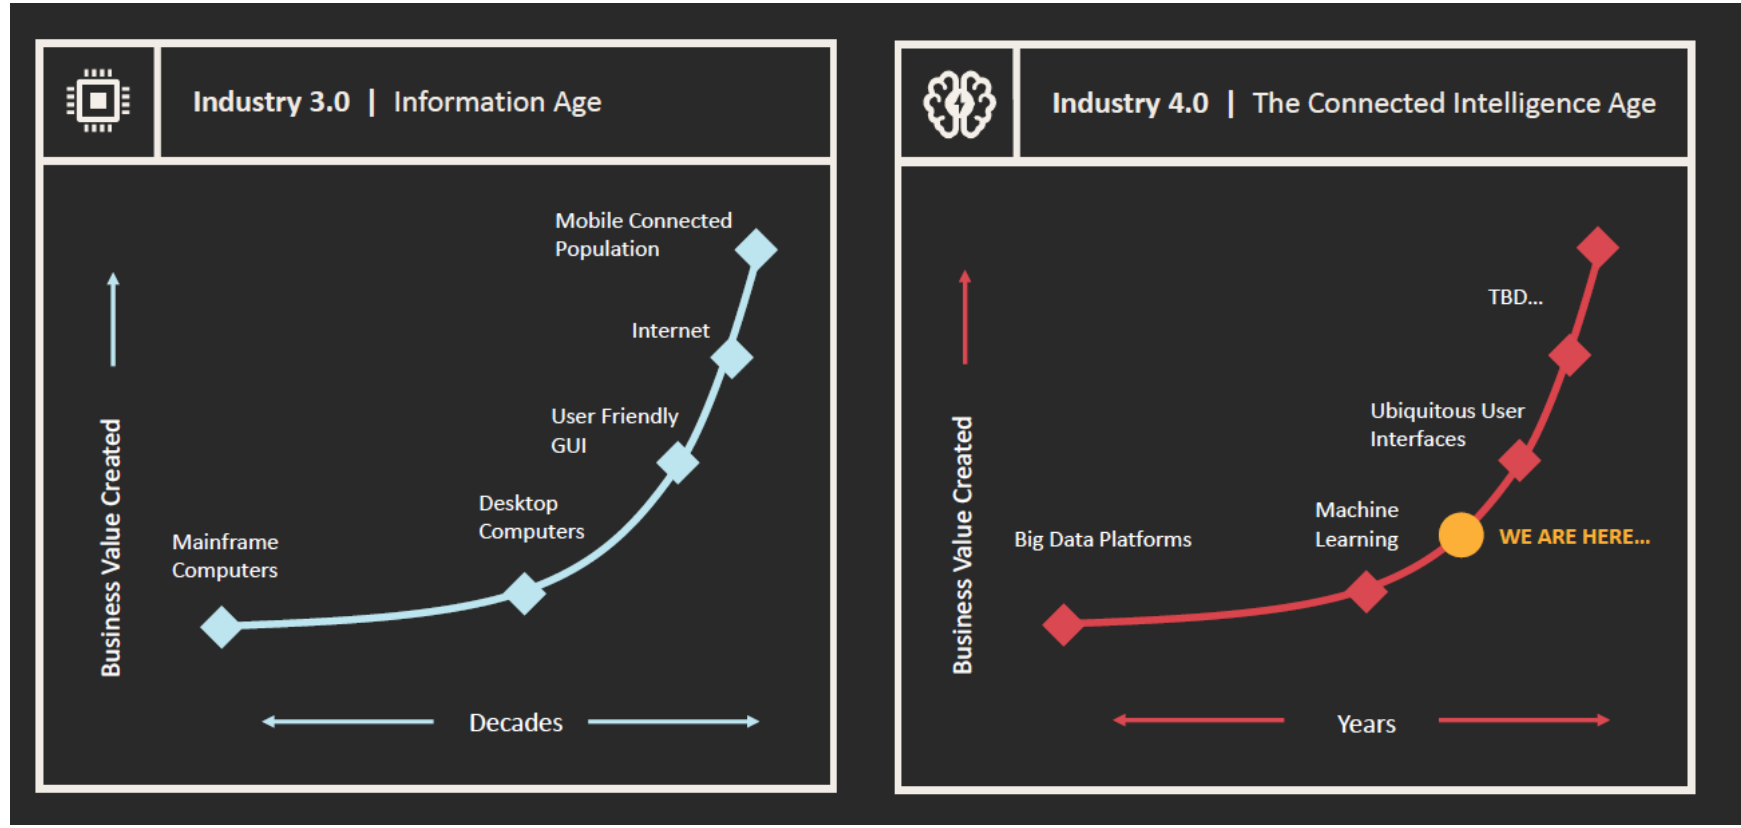 Industry 3.0 | Information Age
Mobile Connected
Population
Internet
User Friendly
GUI
Desktop
Computers
Mainframe
Computers
Business Value Created
Decades
Industry 4.0 | The Connected Intelligence Age
TBD...
Ubiquitous User
Interfaces
Machine
Learning
WE ARE HERE...
Big Data Platforms
Business Value Created
Years